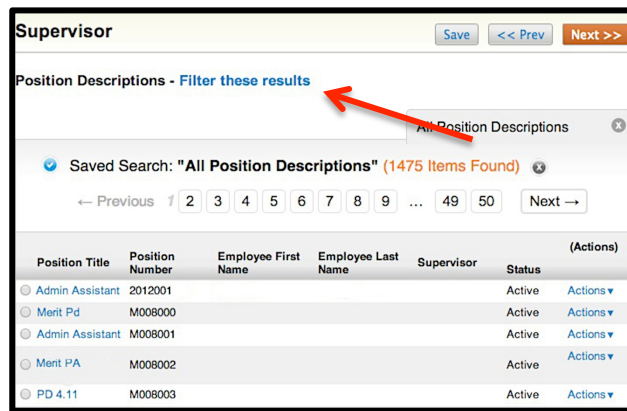 Supervisor Save << Prev Next >>
Position Descriptions - Filter these results
All Position Descriptions
Saved Search: "All Position Descriptions" (1475 Items Found)
← Previous 1 2 3 4 5 6 7 8 9 ... 49 50 Next →
Position Title Position Number Employee First Name Employee Last Name Supervisor Status (Actions)
Admin Assistant 2012001 Active Actions
Merit Pd M008000 Active Actions
Admin Assistant M008001 Active Actions
Merit PA M008002 Active Actions
PD 4.11 M008003 Active Actions